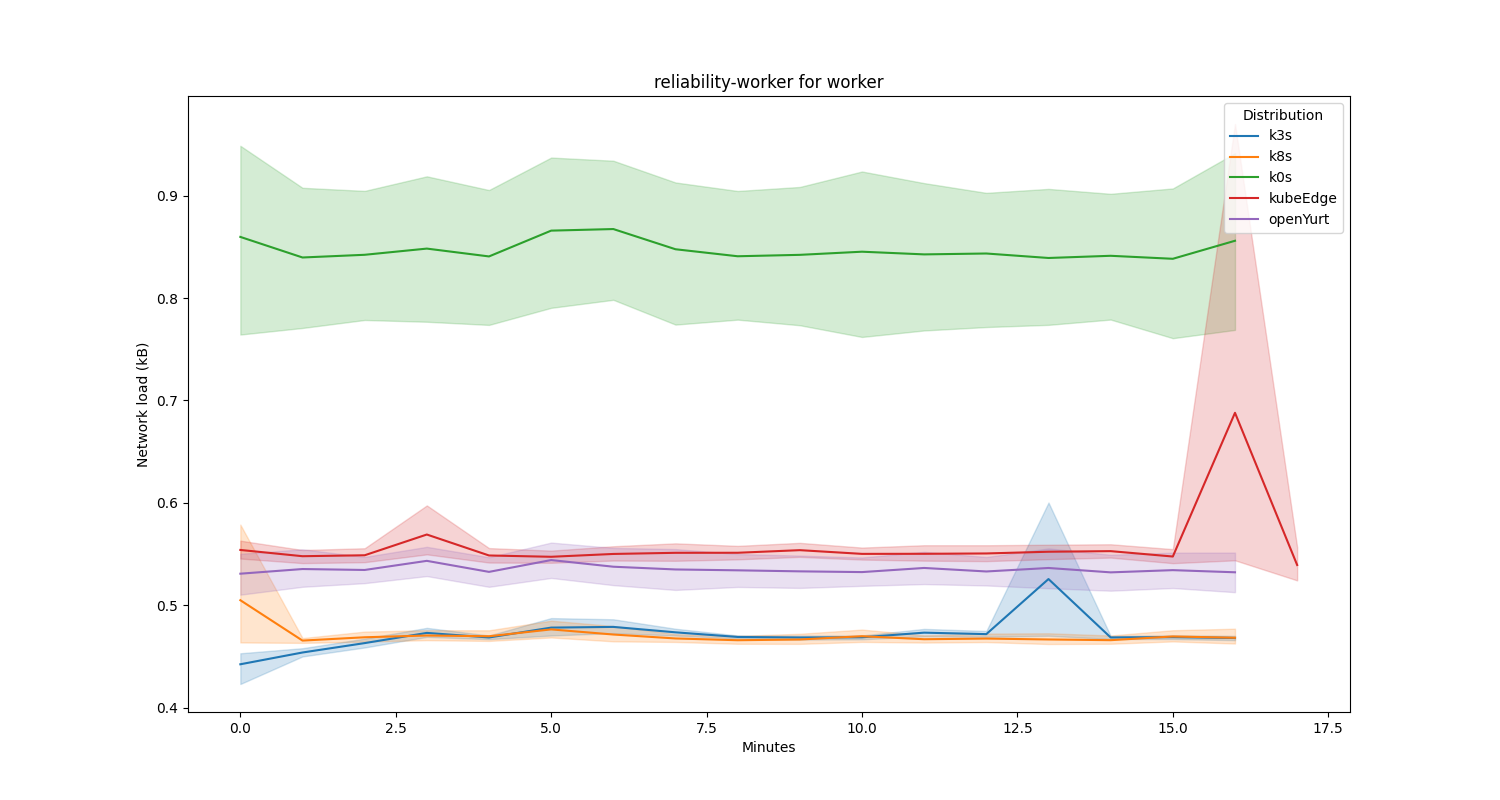 reliability-worker for worker
Network load (kB)
0.9
0.8
0.7
0.6
0.5
0.4
0.0
2.5
5.0
7.5
10.0
12.5
15.0
17.5
Minutes
Distribution
k3s
k8s
k0s
kubeEdge
openYurt